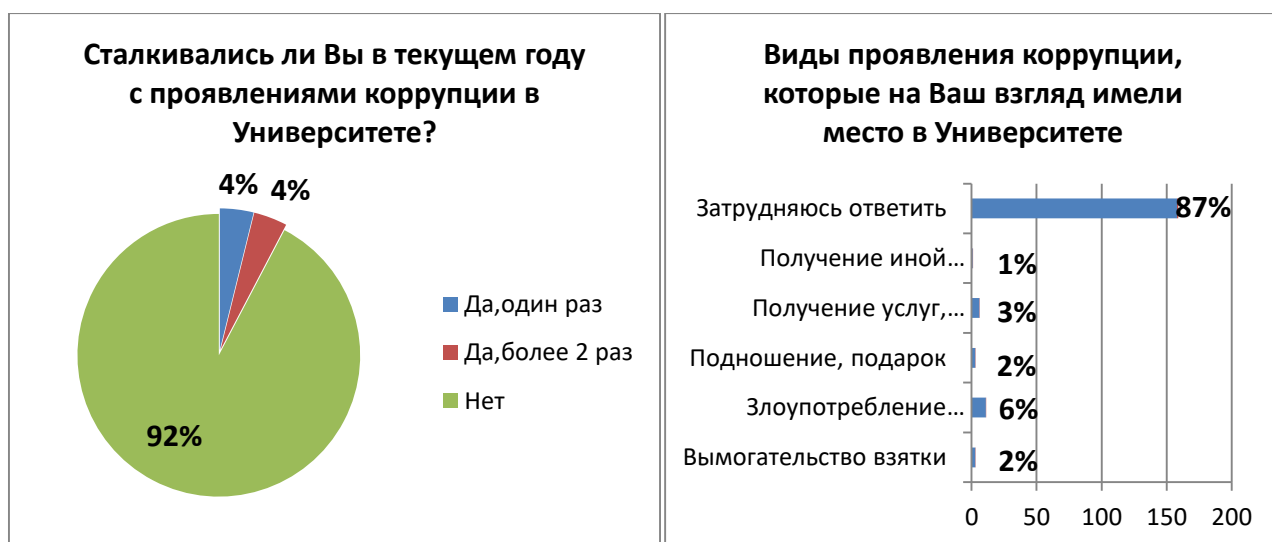 Сталкивались ли Вы в текущем году
с проявлениями коррупции в
Университете?
4%
4%
92%
Да,один раз
Да,более 2 раз
Нет
Виды проявления коррупции,
которые на Ваш взгляд имели
место в Университете
Затрудняюсь ответить
87%
Получение иной…
1%
Получение услуг,…
3%
Подношение, подарок
2%
Злоупотребление…
6%
Вымогательство взятки
2%
0 50 100 150 200